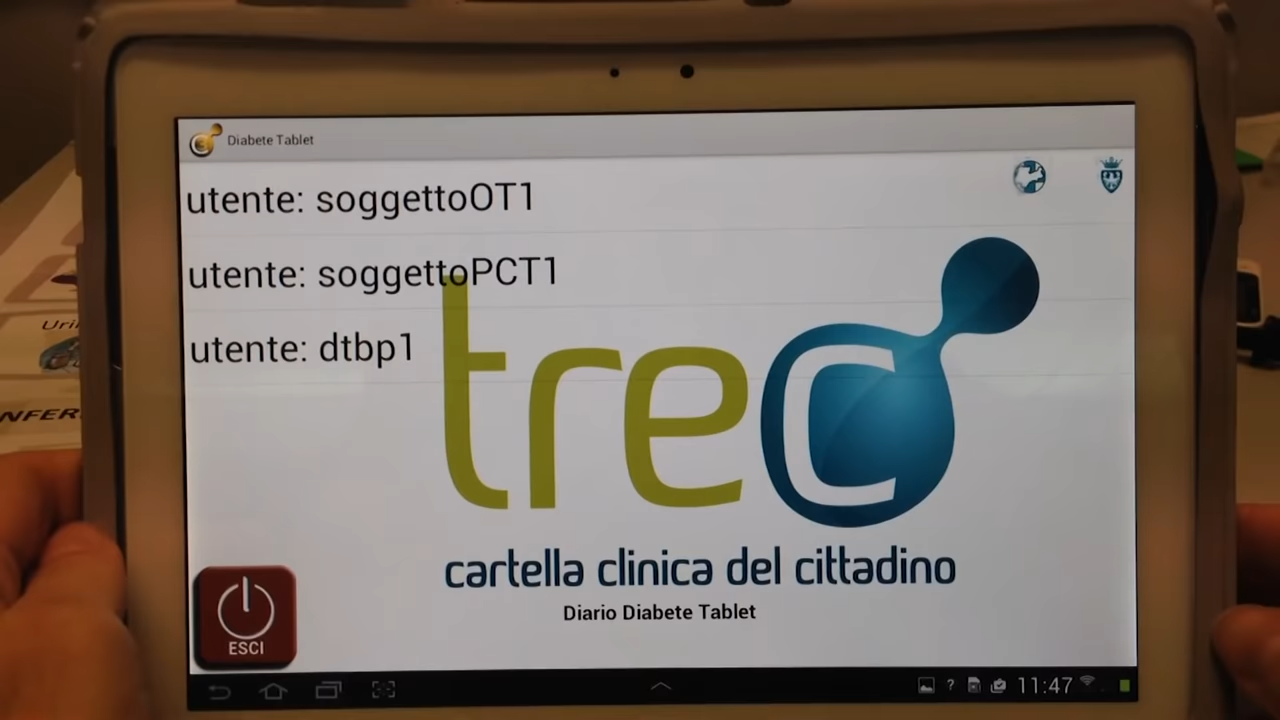 Diabete Tablet
utente: soggettoOT1
utente: soggettoPCT1
utente: dtbp1
trec
cartella clinica del cittadino
Diario Diabete Tablet
ESCI
11:47